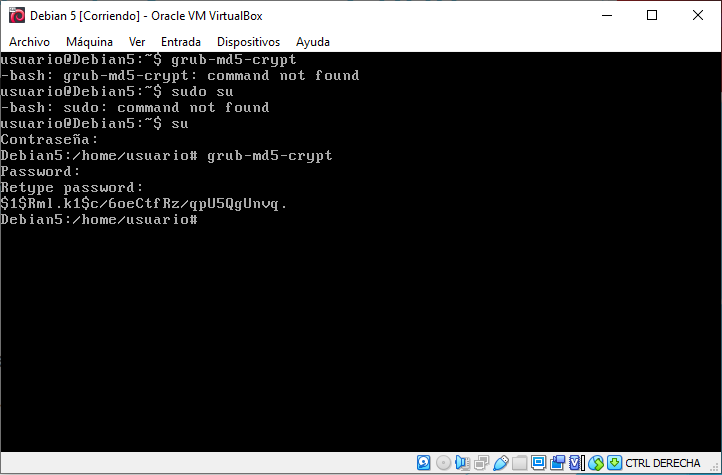 Debian 5 [Corriendo] - Oracle VM VirtualBox
Archivo Máquina Ver Entrada Dispositivos Ayuda
usuario@Debian5:~$ grub-md5-crypt
-bash: grub-md5-crypt: command not found
usuario@Debian5:~$ sudo su
-bash: sudo: command not found
usuario@Debian5:~$ su
Contraseña:
Debian5:/home/usuario# grub-md5-crypt
Password:
Retype password:
$1$Rml.k1$c/6oeCtfRz/qpU5QgUnvq.
Debian5:/home/usuario#
CTRL DERECHA